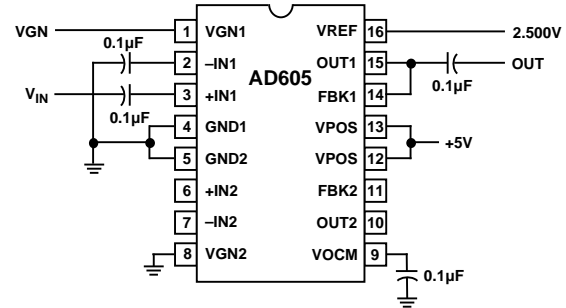 VGN
1
VGN1
VREF
16
2.500V
0.1µF
2
–IN1
OUT1
15
OUT
AD605
VIN
3
+IN1
FBK1
14
0.1µF
0.1µF
4
GND1
VPOS
13
+5V
5
GND2
VPOS
12
6
+IN2
FBK2
11
7
–IN2
OUT2
10
8
VGN2
VOCM
9
0.1µF